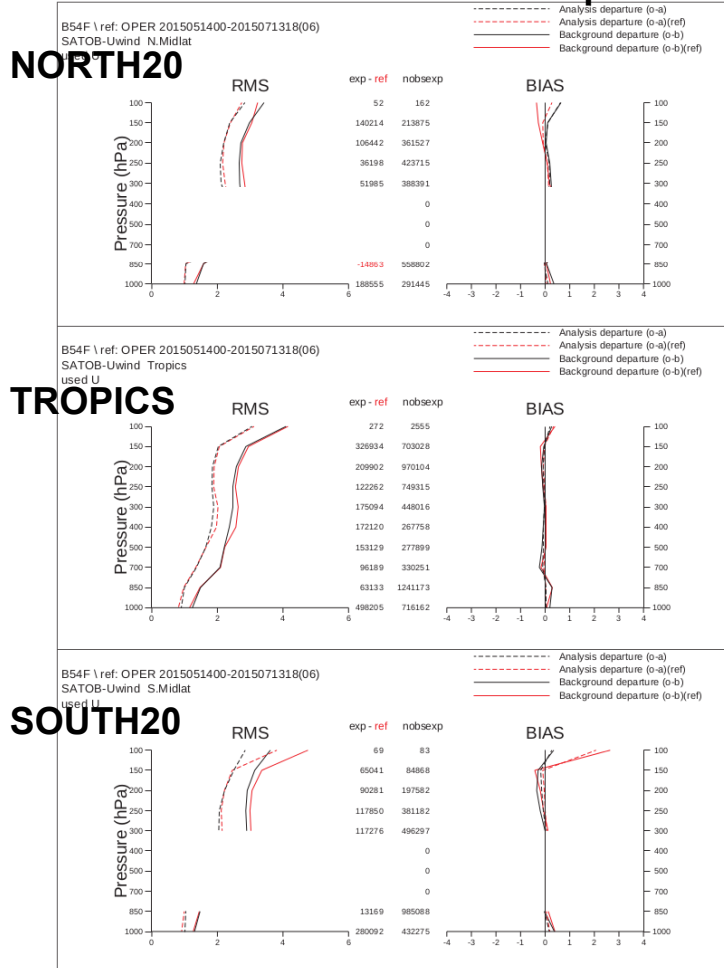 Analysis departure (o-a)
Analysis departure (o-a)(ref)
Background departure (o-b)
Background departure (o-b)(ref)
B54F \ ref: OPER 2015051400-2015071318(06)
SATOB-Uwind N.Midlat
used U
NORTH20
RMS
exp - ref nobsexp
BIAS
100 52 162 100
150 140214 213875 150
200 106442 361527 200
250 36198 423715 250
300 51985 388391 300
400 0 400
500 0 500
700 0 700
850 -14863 558802 850
1000 188555 291445 1000
Pressure (hPa)
0 2 4 6 -4 -3 -2 -1 0 1 2 3 4
Analysis departure (o-a)
Analysis departure (o-a)(ref)
Background departure (o-b)
Background departure (o-b)(ref)
B54F \ ref: OPER 2015051400-2015071318(06)
SATOB-Uwind Tropics
used U
TROPICS
RMS
exp - ref nobsexp
BIAS
100 272 2555 100
150 326934 703028 150
200 209902 970104 200
250 122262 749315 250
300 175094 448016 300
400 172120 267758 400
500 153129 277899 500
700 96189 330251 700
850 63133 1241173 850
1000 498205 716162 1000
Pressure (hPa)
0 2 4 6 -4 -3 -2 -1 0 1 2 3 4
Analysis departure (o-a)
Analysis departure (o-a)(ref)
Background departure (o-b)
Background departure (o-b)(ref)
B54F \ ref: OPER 2015051400-2015071318(06)
SATOB-Uwind S.Midlat
used U
SOUTH20
RMS
exp - ref nobsexp
BIAS
100 69 83 100
150 65041 84868 150
200 90281 197582 200
250 117850 381182 250
300 117276 496297 300
400 0 400
500 0 500
700 0 700
850 13169 985088 850
1000 280092 432275 1000
Pressure (hPa)
0 2 4 6 -4 -3 -2 -1 0 1 2 3 4